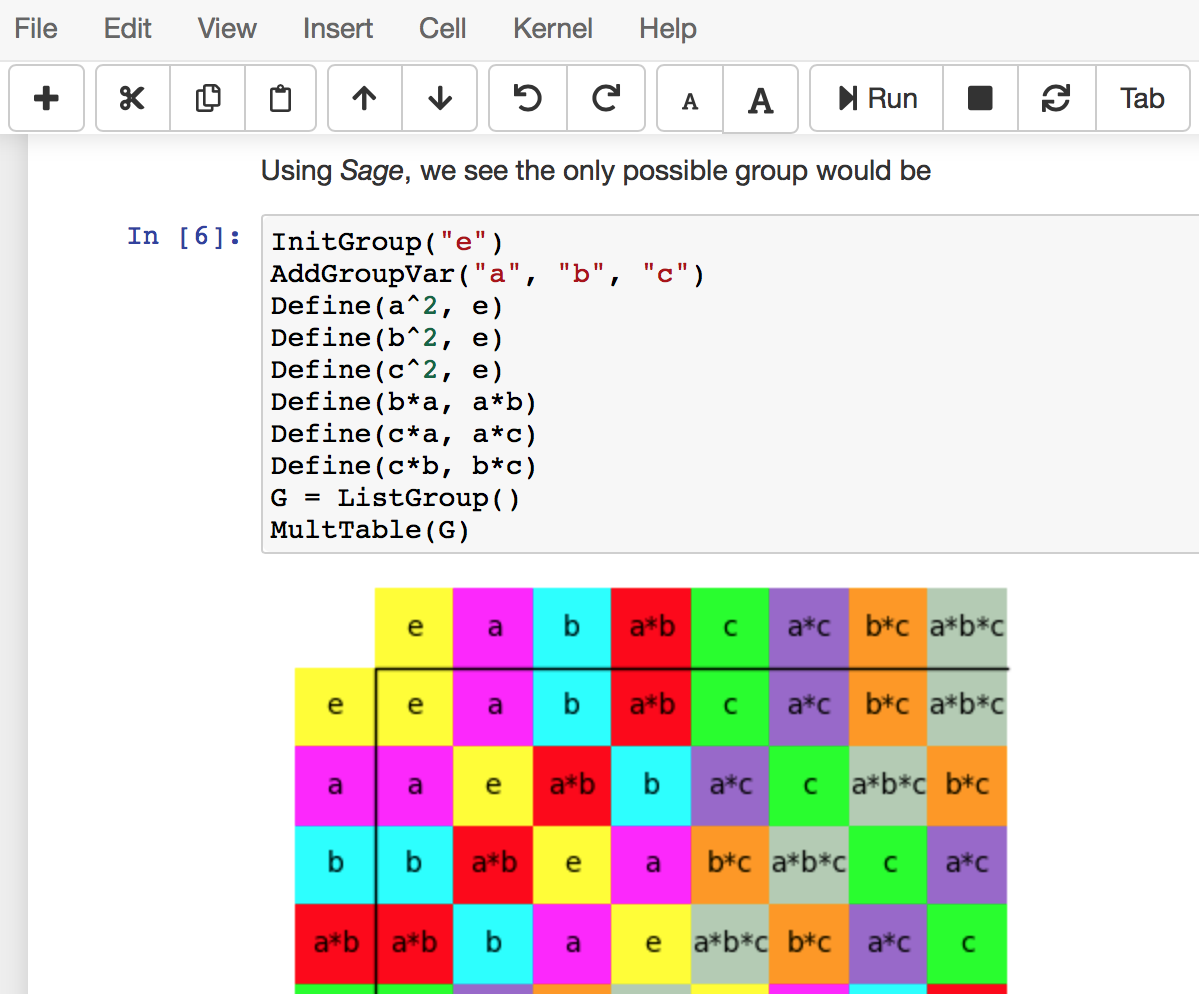 File Edit View Insert Cell Kernel Help
A A Run Tab
Using Sage, we see the only possible group would be
In [6]:
InitGroup("e")
AddGroupVar("a", "b", "c")
Define(a^2, e)
Define(b^2, e)
Define(c^2, e)
Define(b*a, a*b)
Define(c*a, a*c)
Define(c*b, b*c)
G = ListGroup()
MultTable(G)
e a b a*b c a*c b*c a*b*c
e e a b a*b c a*c b*c a*b*c
a a e a*b b a*c c a*b*c b*c
b b a*b e a b*c a*b*c c a*c
a*b a*b b a e a*b*c b*c a*c c